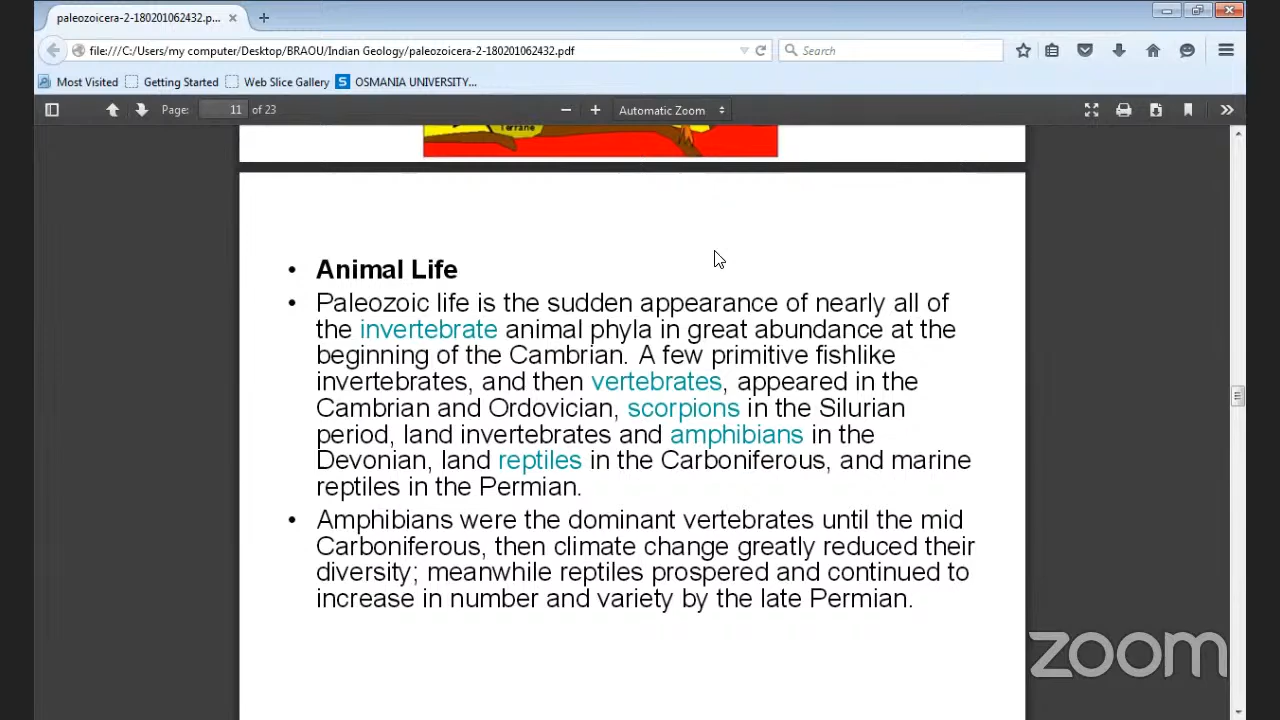 paleozoicera-2-180201062432.p...
file:///C:/Users/my computer/Desktop/BRAOU/Indian Geology/paleozoicera-2-180201062432.pdf
Search
Most Visited
Getting Started
Web Slice Gallery
S
OSMANIA UNIVERSITY...
Page:
11
of 23
Automatic Zoom
Terrane
• Animal Life
• Paleozoic life is the sudden appearance of nearly all of
the invertebrate animal phyla in great abundance at the
beginning of the Cambrian. A few primitive fishlike
invertebrates, and then vertebrates, appeared in the
Cambrian and Ordovician, scorpions in the Silurian
period, land invertebrates and amphibians in the
Devonian, land reptiles in the Carboniferous, and marine
reptiles in the Permian.
• Amphibians were the dominant vertebrates until the mid
Carboniferous, then climate change greatly reduced their
diversity; meanwhile reptiles prospered and continued to
increase in number and variety by the late Permian.
zoom